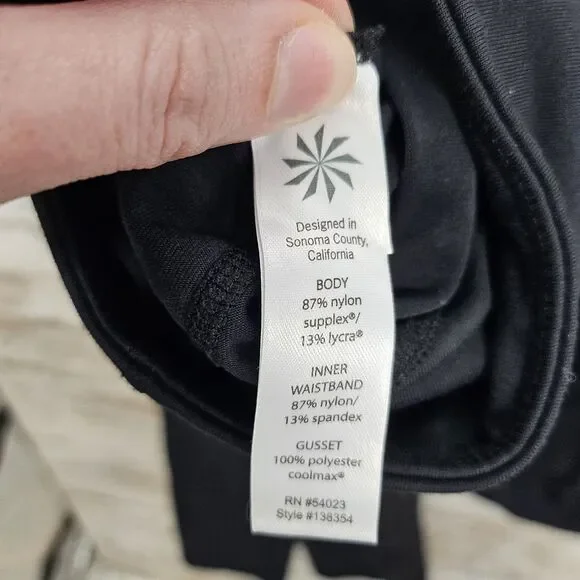 Designed in
Sonoma County,
California
BODY
87% nylon
supplex®/
13% lycra®
INNER
WAISTBAND
87% nylon/
13% spandex
GUSSET
100% polyester
coolmax®
RN #54023
Style #138354